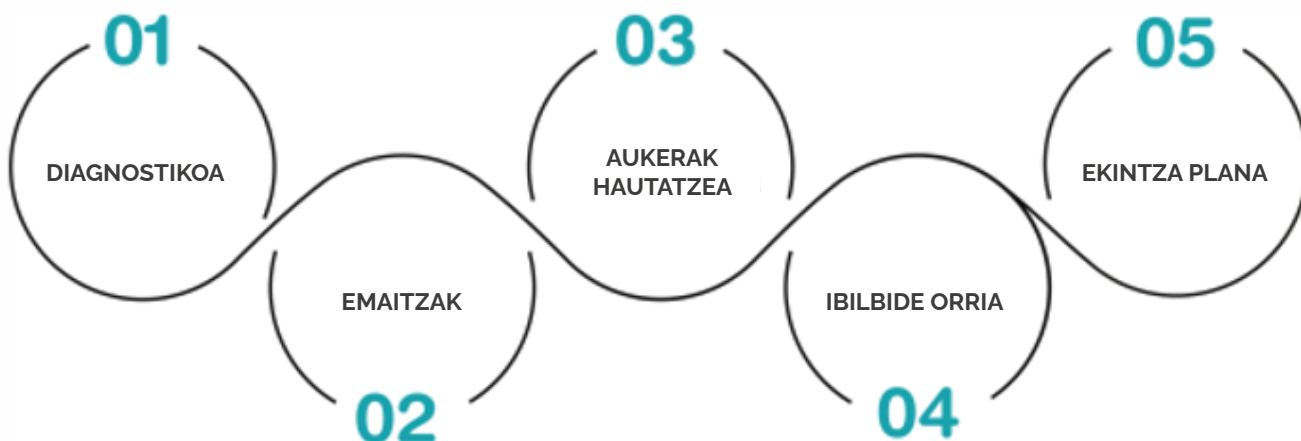 01
DIAGNOSTIKOA
02
EMAITZAK
03
AUKERAK
HAUTATZEA
04
IBILBIDE ORRIA
05
EKINTZA PLANA